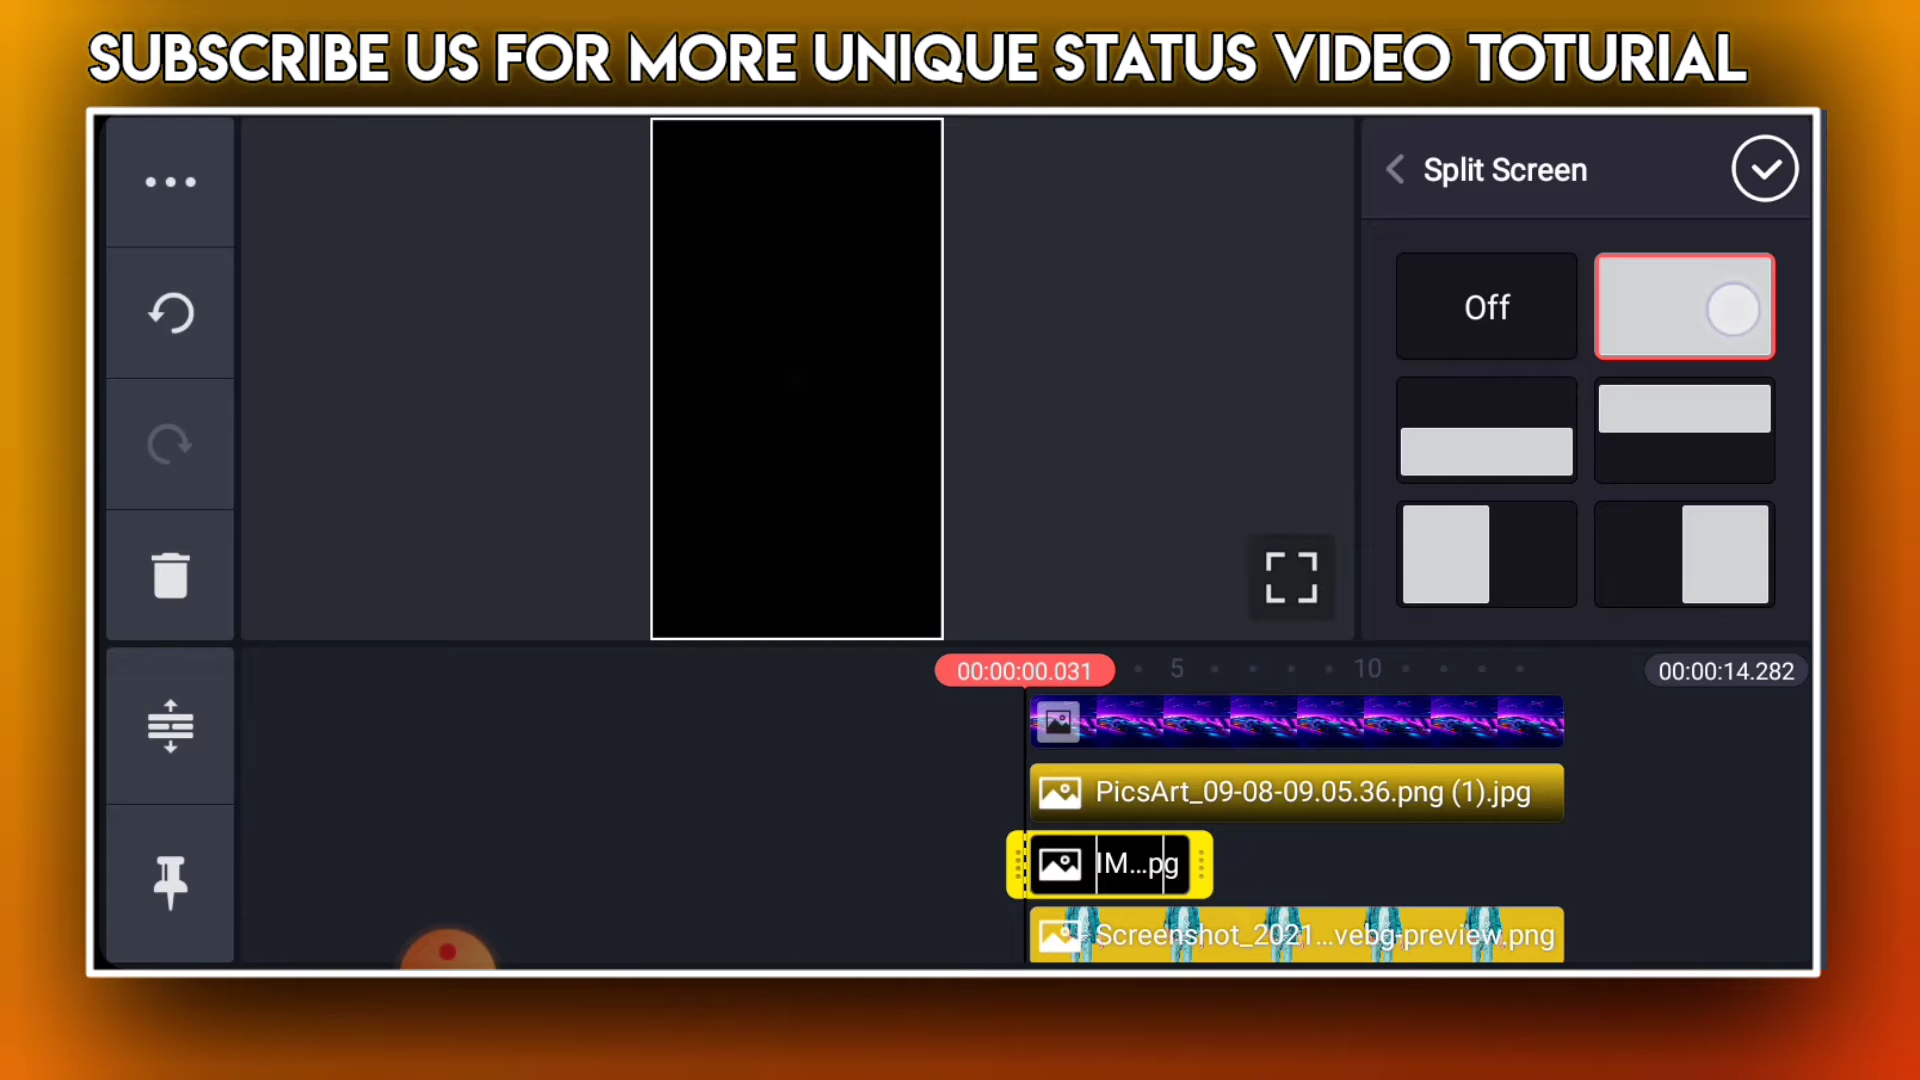 SUBSCRIBE US FOR MORE UNIQUE STATUS VIDEO TOTURIAL
Split Screen
Off
00:00:00.031
5
10
00:00:14.282
PicsArt_09-08-09.05.36.png (1).jpg
IM...pg
Screenshot_2021...vebg-preview.png